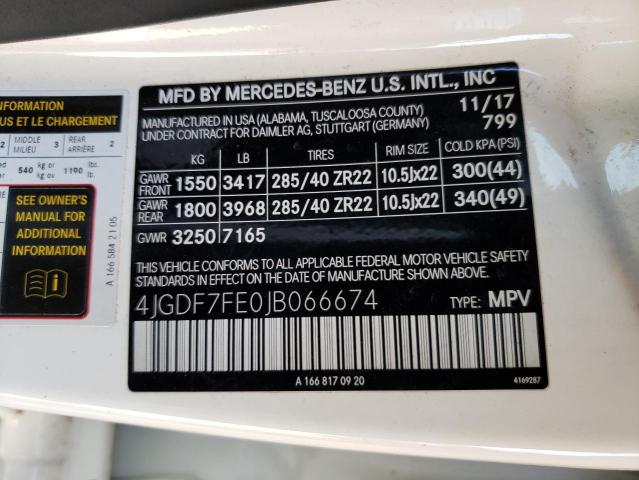 INFORMATION
US ET LE CHARGEMENT
2 MIDDLE MILIEU 3 REAR ARRIÈRE 2
540 kg or ou 1190 lbs. lb.
SEE OWNER'S
MANUAL FOR
ADDITIONAL
INFORMATION
A 166 584 21 05
MFD BY MERCEDES-BENZ U.S. INTL., INC
MANUFACTURED IN USA (ALABAMA, TUSCALOOSA COUNTY) 11/17
UNDER CONTRACT FOR DAIMLER AG, STUTTGART (GERMANY) 799
KG LB TIRES RIM SIZE COLD KPA (PSI)
GAWR FRONT 1550 3417 285/40 ZR22 10.5Jx22 300(44)
GAWR REAR 1800 3968 285/40 ZR22 10.5Jx22 340(49)
GVWR 3250 7165
THIS VEHICLE CONFORMS TO ALL APPLICABLE FEDERAL MOTOR VEHICLE SAFETY
STANDARDS IN EFFECT ON THE DATE OF MANUFACTURE SHOWN ABOVE.
4JGDF7FE0JB066674 TYPE: MPV
A 166 817 09 20 4169287